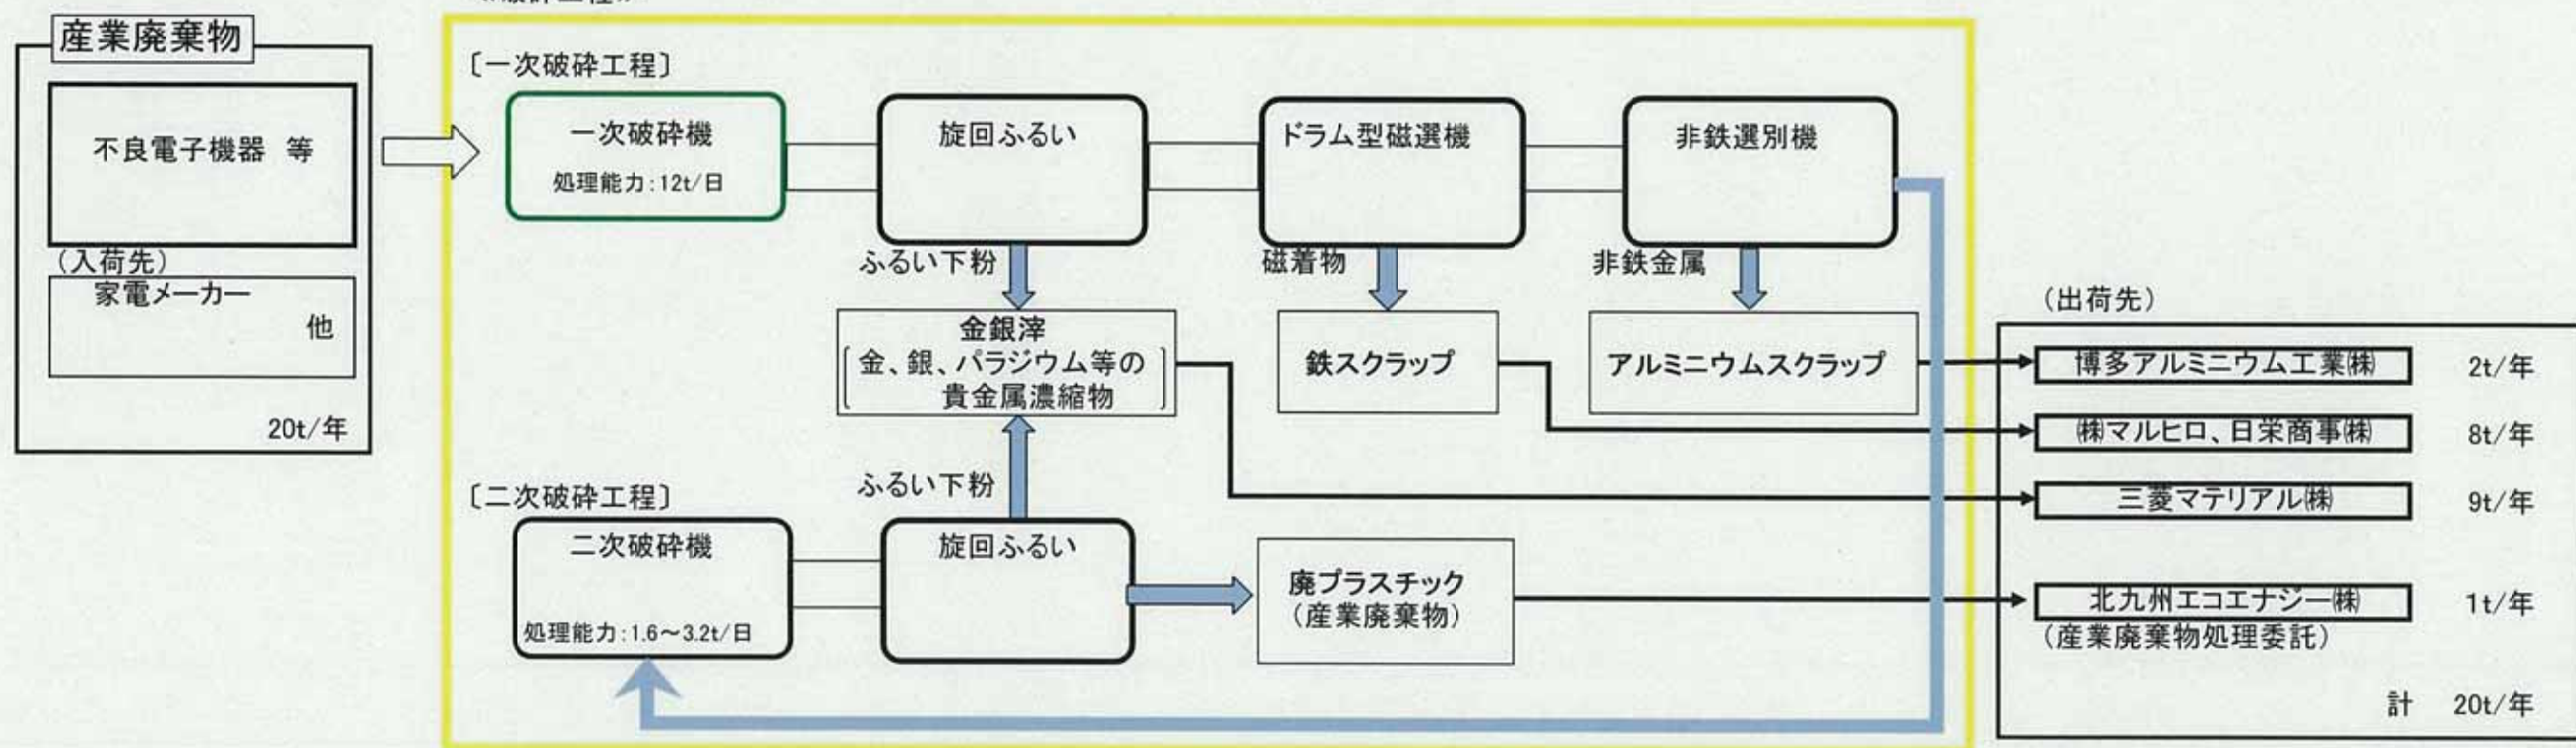 産業廃棄物
不良電子機器 等
(入荷先)
家電メーカー
他
20t/年
〔一次破砕工程〕
一次破砕機
処理能力:12t/日
旋回ふるい
ドラム型磁選機
非鉄選別機
ふるい下粉
磁着物
非鉄金属
金銀滓
金、銀、パラジウム等の
貴金属濃縮物
鉄スクラップ
アルミニウムスクラップ
ふるい下粉
〔二次破砕工程〕
二次破砕機
処理能力:1.6～3.2t/日
旋回ふるい
廃プラスチック
(産業廃棄物)
(出荷先)
博多アルミニウム工業㈱ 2t/年
㈱マルヒロ、日栄商事㈱ 8t/年
三菱マテリアル㈱ 9t/年
北九州エコエナジー㈱ 1t/年
(産業廃棄物処理委託)
計 20t/年